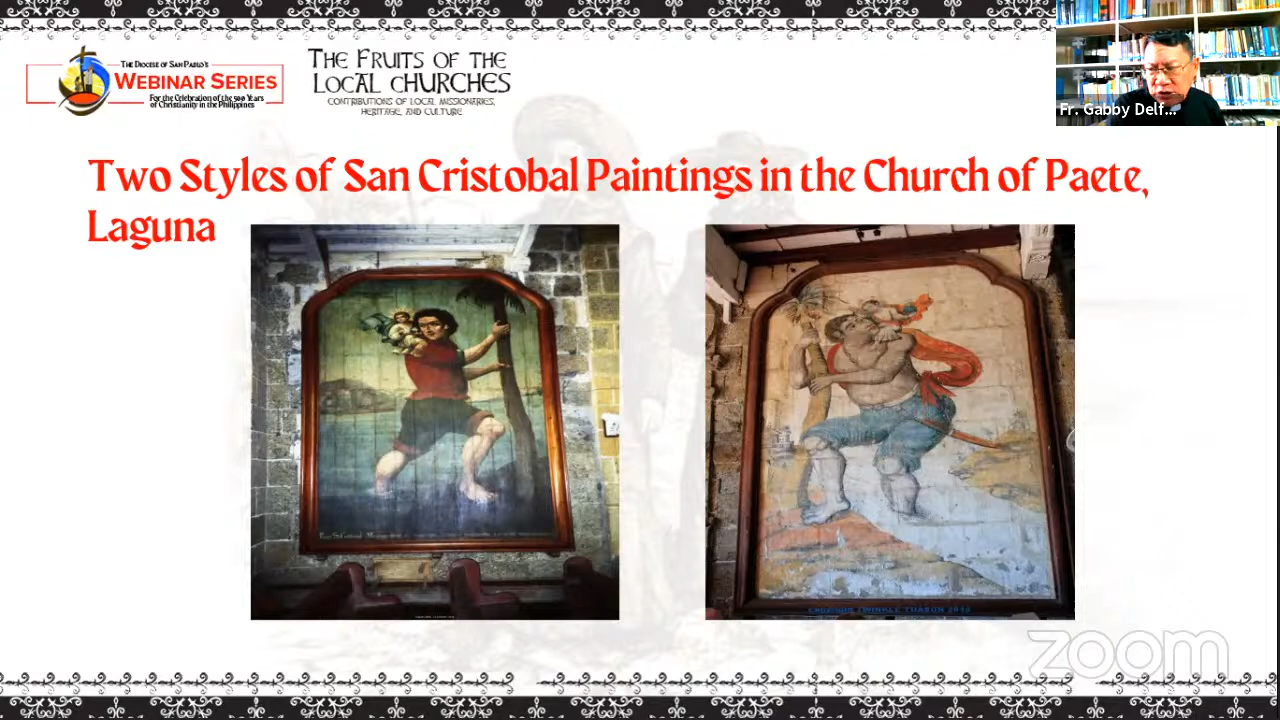 THE DIOCESE OF SAN PABLO'S
WEBINAR SERIES
For the Celebration of the 500 Years
of Christianity in the Philippines
THE FRUITS OF THE
LOCAL CHURCHES
CONTRIBUTIONS OF LOCAL MISSIONARIES,
HERITAGE, AND CULTURE
Fr. Gabby Delf...
Two Styles of San Cristobal Paintings in the Church of Paete,
Laguna
TWINKLE TUASON
zoom